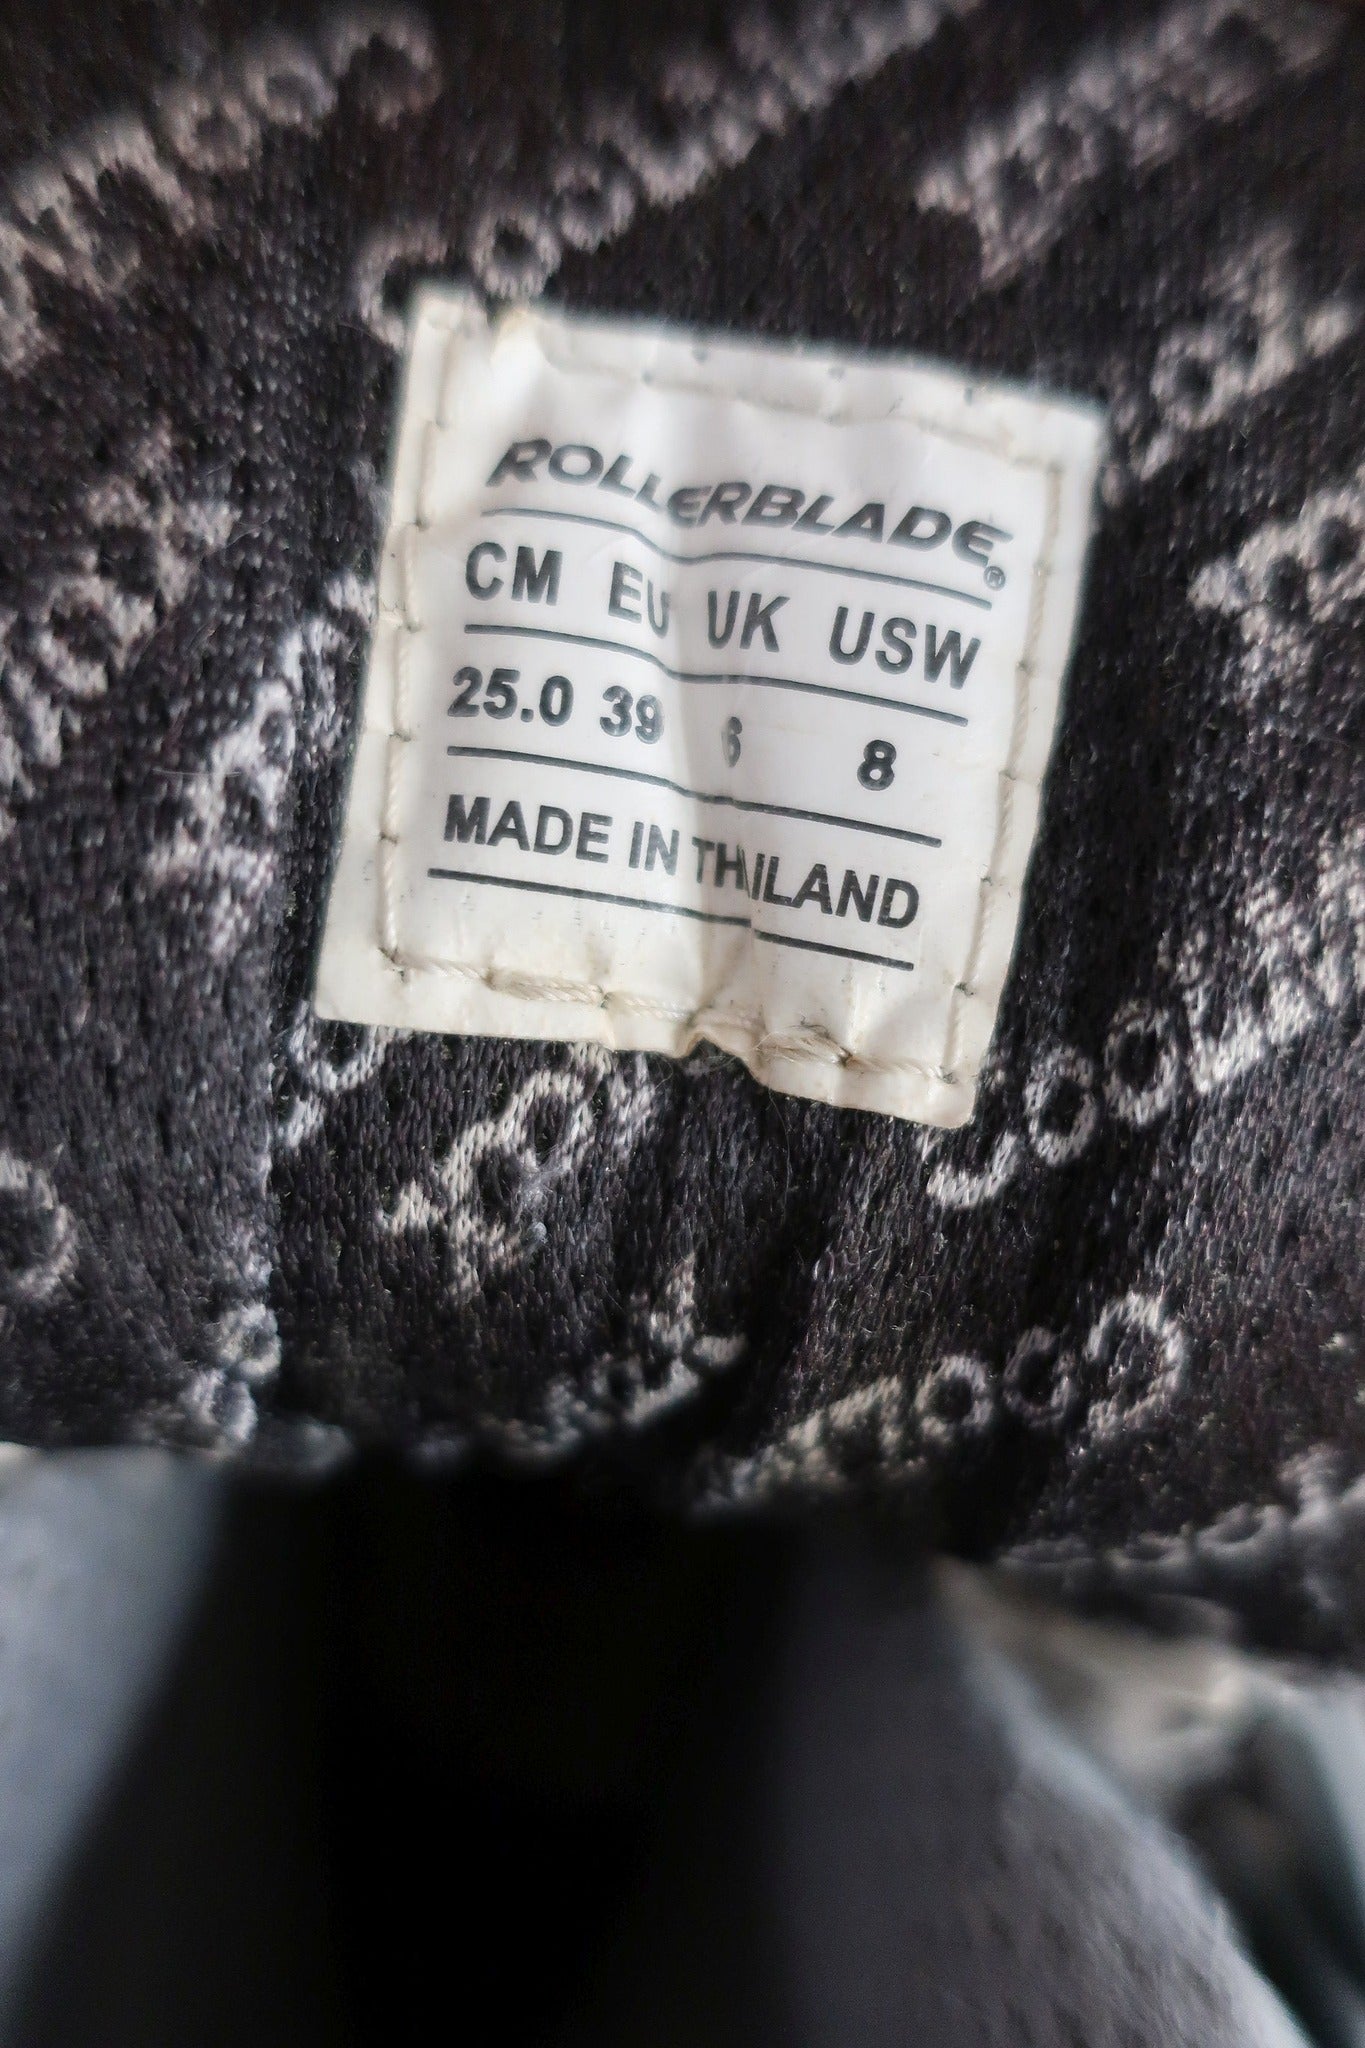 ROLLERBLADE®
CM EU UK USW
25.0 39 6 8
MADE IN THAILAND